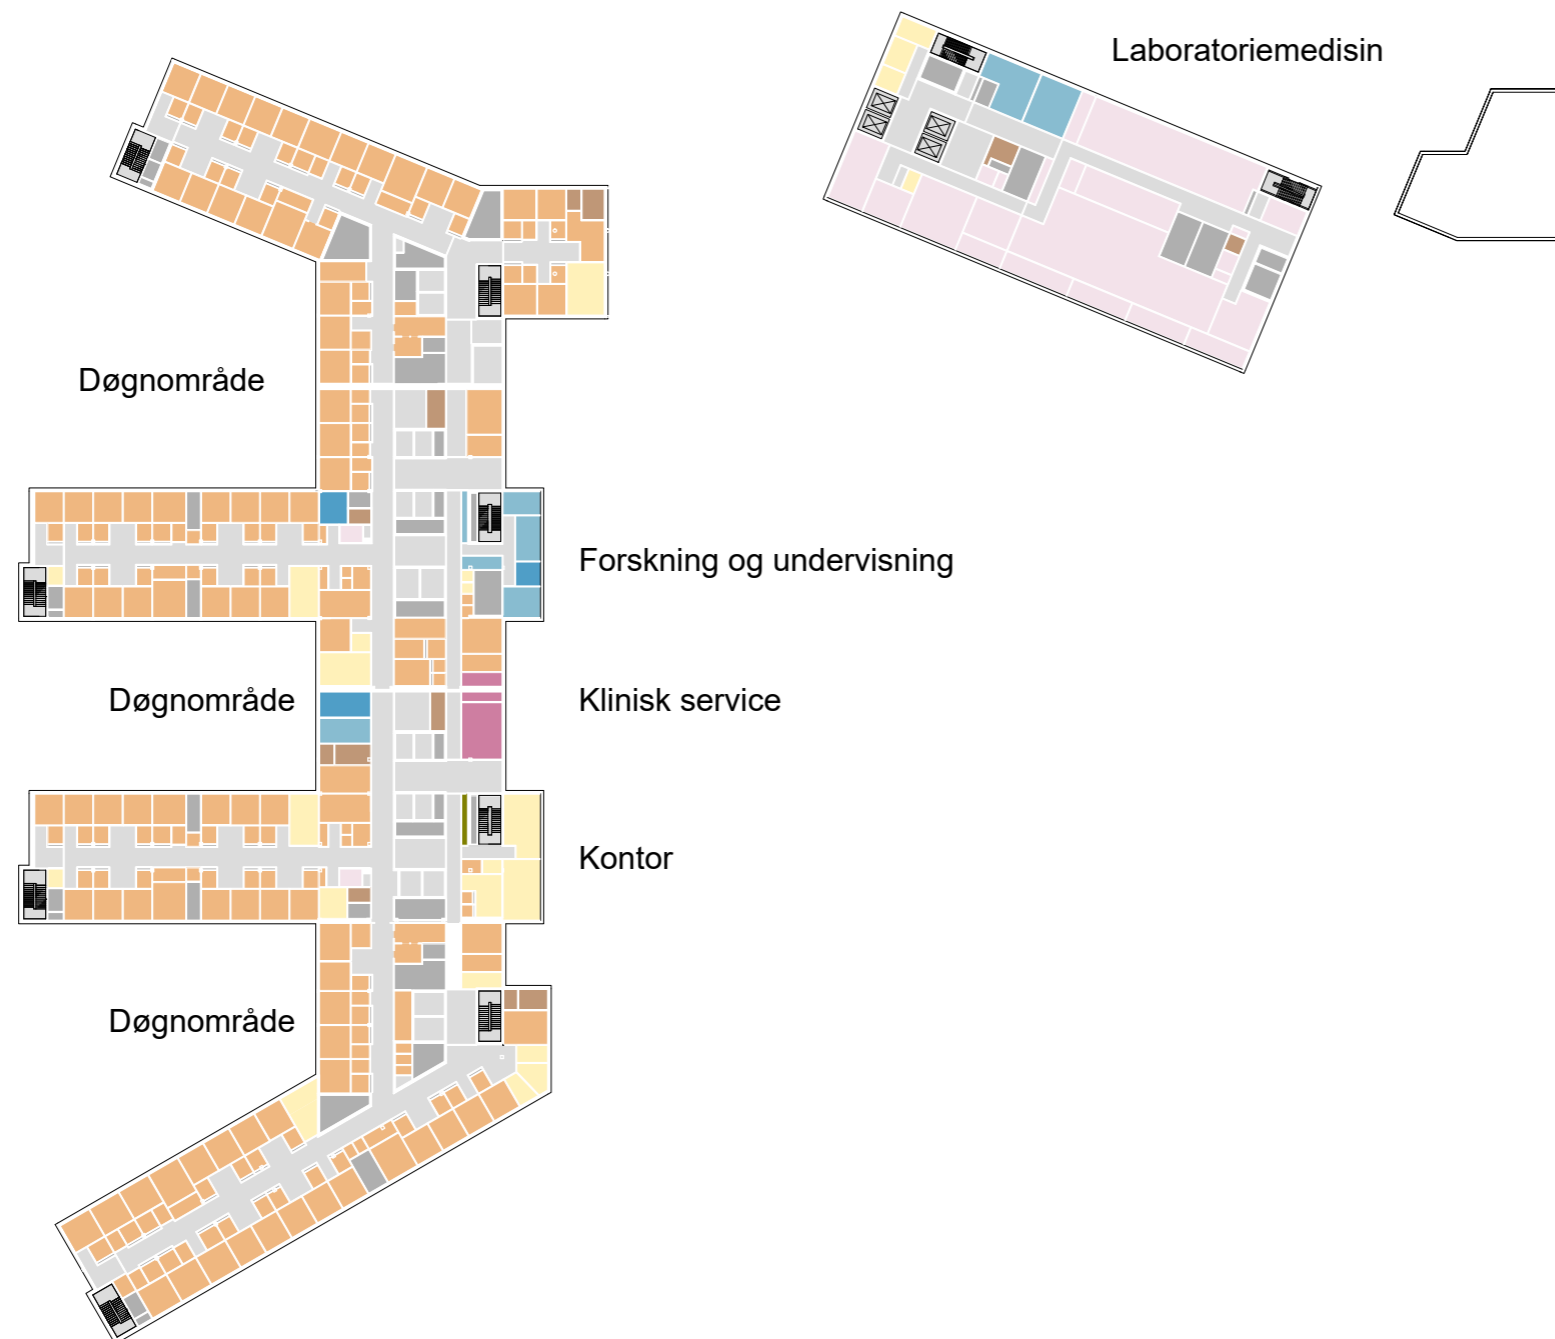 Laboratoriemedisin
Døgnområde
Forskning og undervisning
Døgnområde
Klinisk service
Kontor
Døgnområde